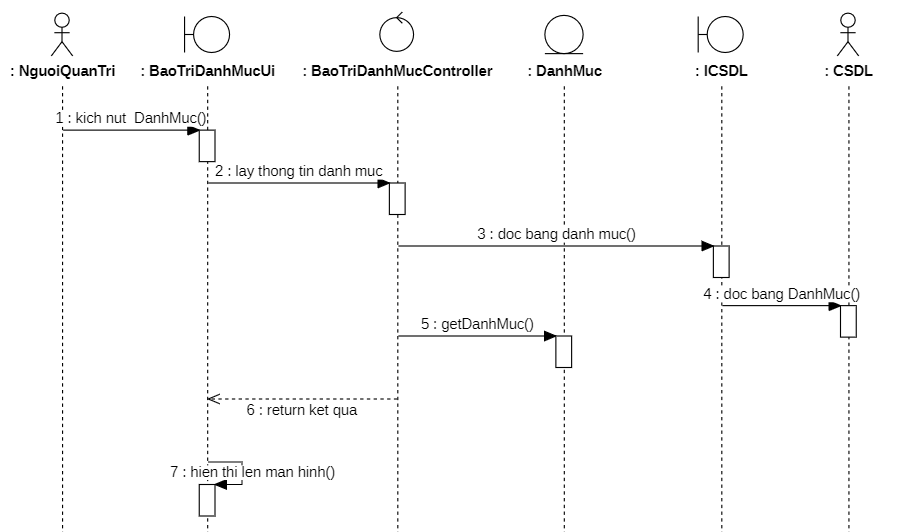 : NguoiQuanTri
: BaoTriDanhMucUi
: BaoTriDanhMucController
: DanhMuc
: ICSDL
: CSDL
1 : kich nut  DanhMuc()
2 : lay thong tin danh muc
3 : doc bang danh muc()
4 : doc bang DanhMuc()
5 : getDanhMuc()
6 : return ket qua
7 : hien thi len man hinh()